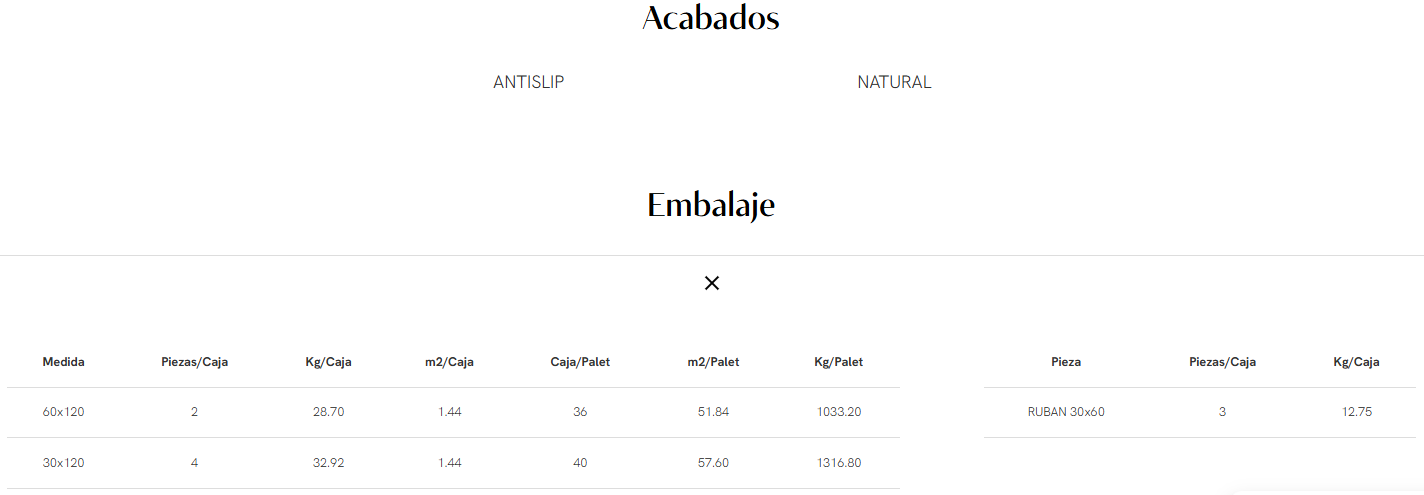 Acabados
ANTISLIP NATURAL
Embalaje
Medida Piezas/Caja Kg/Caja m2/Caja Caja/Palet m2/Palet Kg/Palet
60x120 2 28.70 1.44 36 51.84 1033.20
30x120 4 32.92 1.44 40 57.60 1316.80
Pieza Piezas/Caja Kg/Caja
RUBAN 30x60 3 12.75